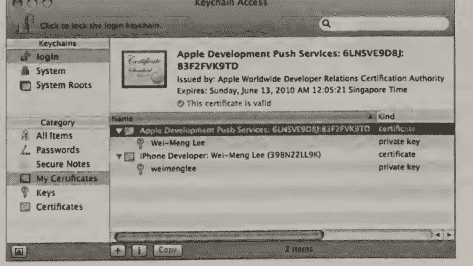 Keychain Access
Click to lock the login keychain.
Keychains
login
System
System Roots
Category
All Items
Passwords
Secure Notes
My Certificates
Keys
Certificates
Certificate
Apple Development Push Services: 6LNSVE9D8J:
83F2FVK9TD
Issued by: Apple Worldwide Developer Relations Certification Authority
Expires: Sunday, June 13, 2010 AM 12:05:21 Singapore Time
This certificate is valid
Name Kind
Apple Development Push Services: 6LNSVE9D8J:83F2FVK9TD certificate
Wei-Meng Lee private key
iPhone Developer: Wei-Meng Lee (398N22LL9K) certificate
weimenglee private key
+ i Copy 2 items